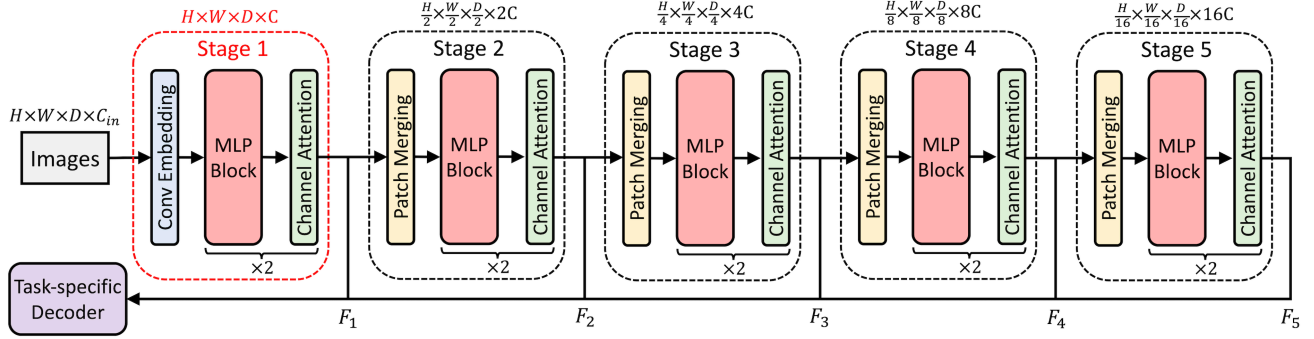 H×W×D×C
H/2×W/2×D/2×2C
H/4×W/4×D/4×4C
H/8×W/8×D/8×8C
H/16×W/16×D/16×16C
Stage 1
Stage 2
Stage 3
Stage 4
Stage 5
H×W×D×C_in
Images
Conv Embedding
MLP
Block
Channel Attention
×2
Patch Merging
MLP
Block
Channel Attention
×2
Patch Merging
MLP
Block
Channel Attention
×2
Patch Merging
MLP
Block
Channel Attention
×2
Patch Merging
MLP
Block
Channel Attention
×2
Task-specific
Decoder
F_1
F_2
F_3
F_4
F_5